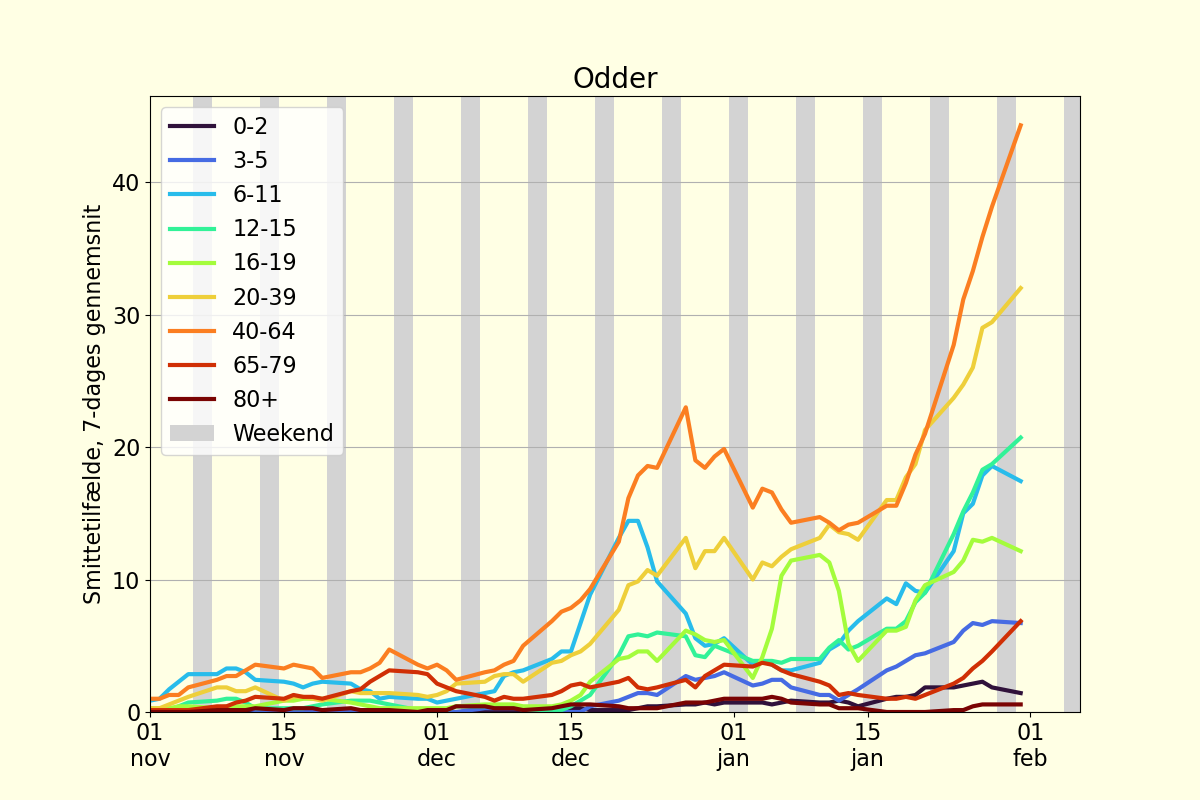 Odder
Smittetilfælde, 7-dages gennemsnit
40
30
20
10
0
0-2
3-5
6-11
12-15
16-19
20-39
40-64
65-79
80+
Weekend
01 15 01 15 01 15 01
nov nov dec dec jan jan feb